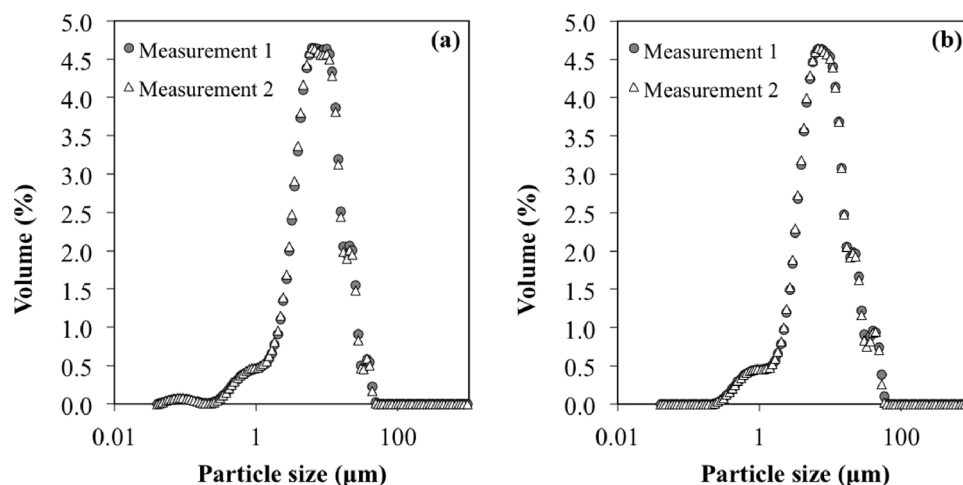 (a)
Measurement 1
Measurement 2
5.0
4.5
4.0
3.5
3.0
2.5
2.0
1.5
1.0
0.5
0.0
Volume (%)
0.01 1 100
Particle size (μm)
(b)
Measurement 1
Measurement 2
5.0
4.5
4.0
3.5
3.0
2.5
2.0
1.5
1.0
0.5
0.0
Volume (%)
0.01 1 100
Particle size (μm)